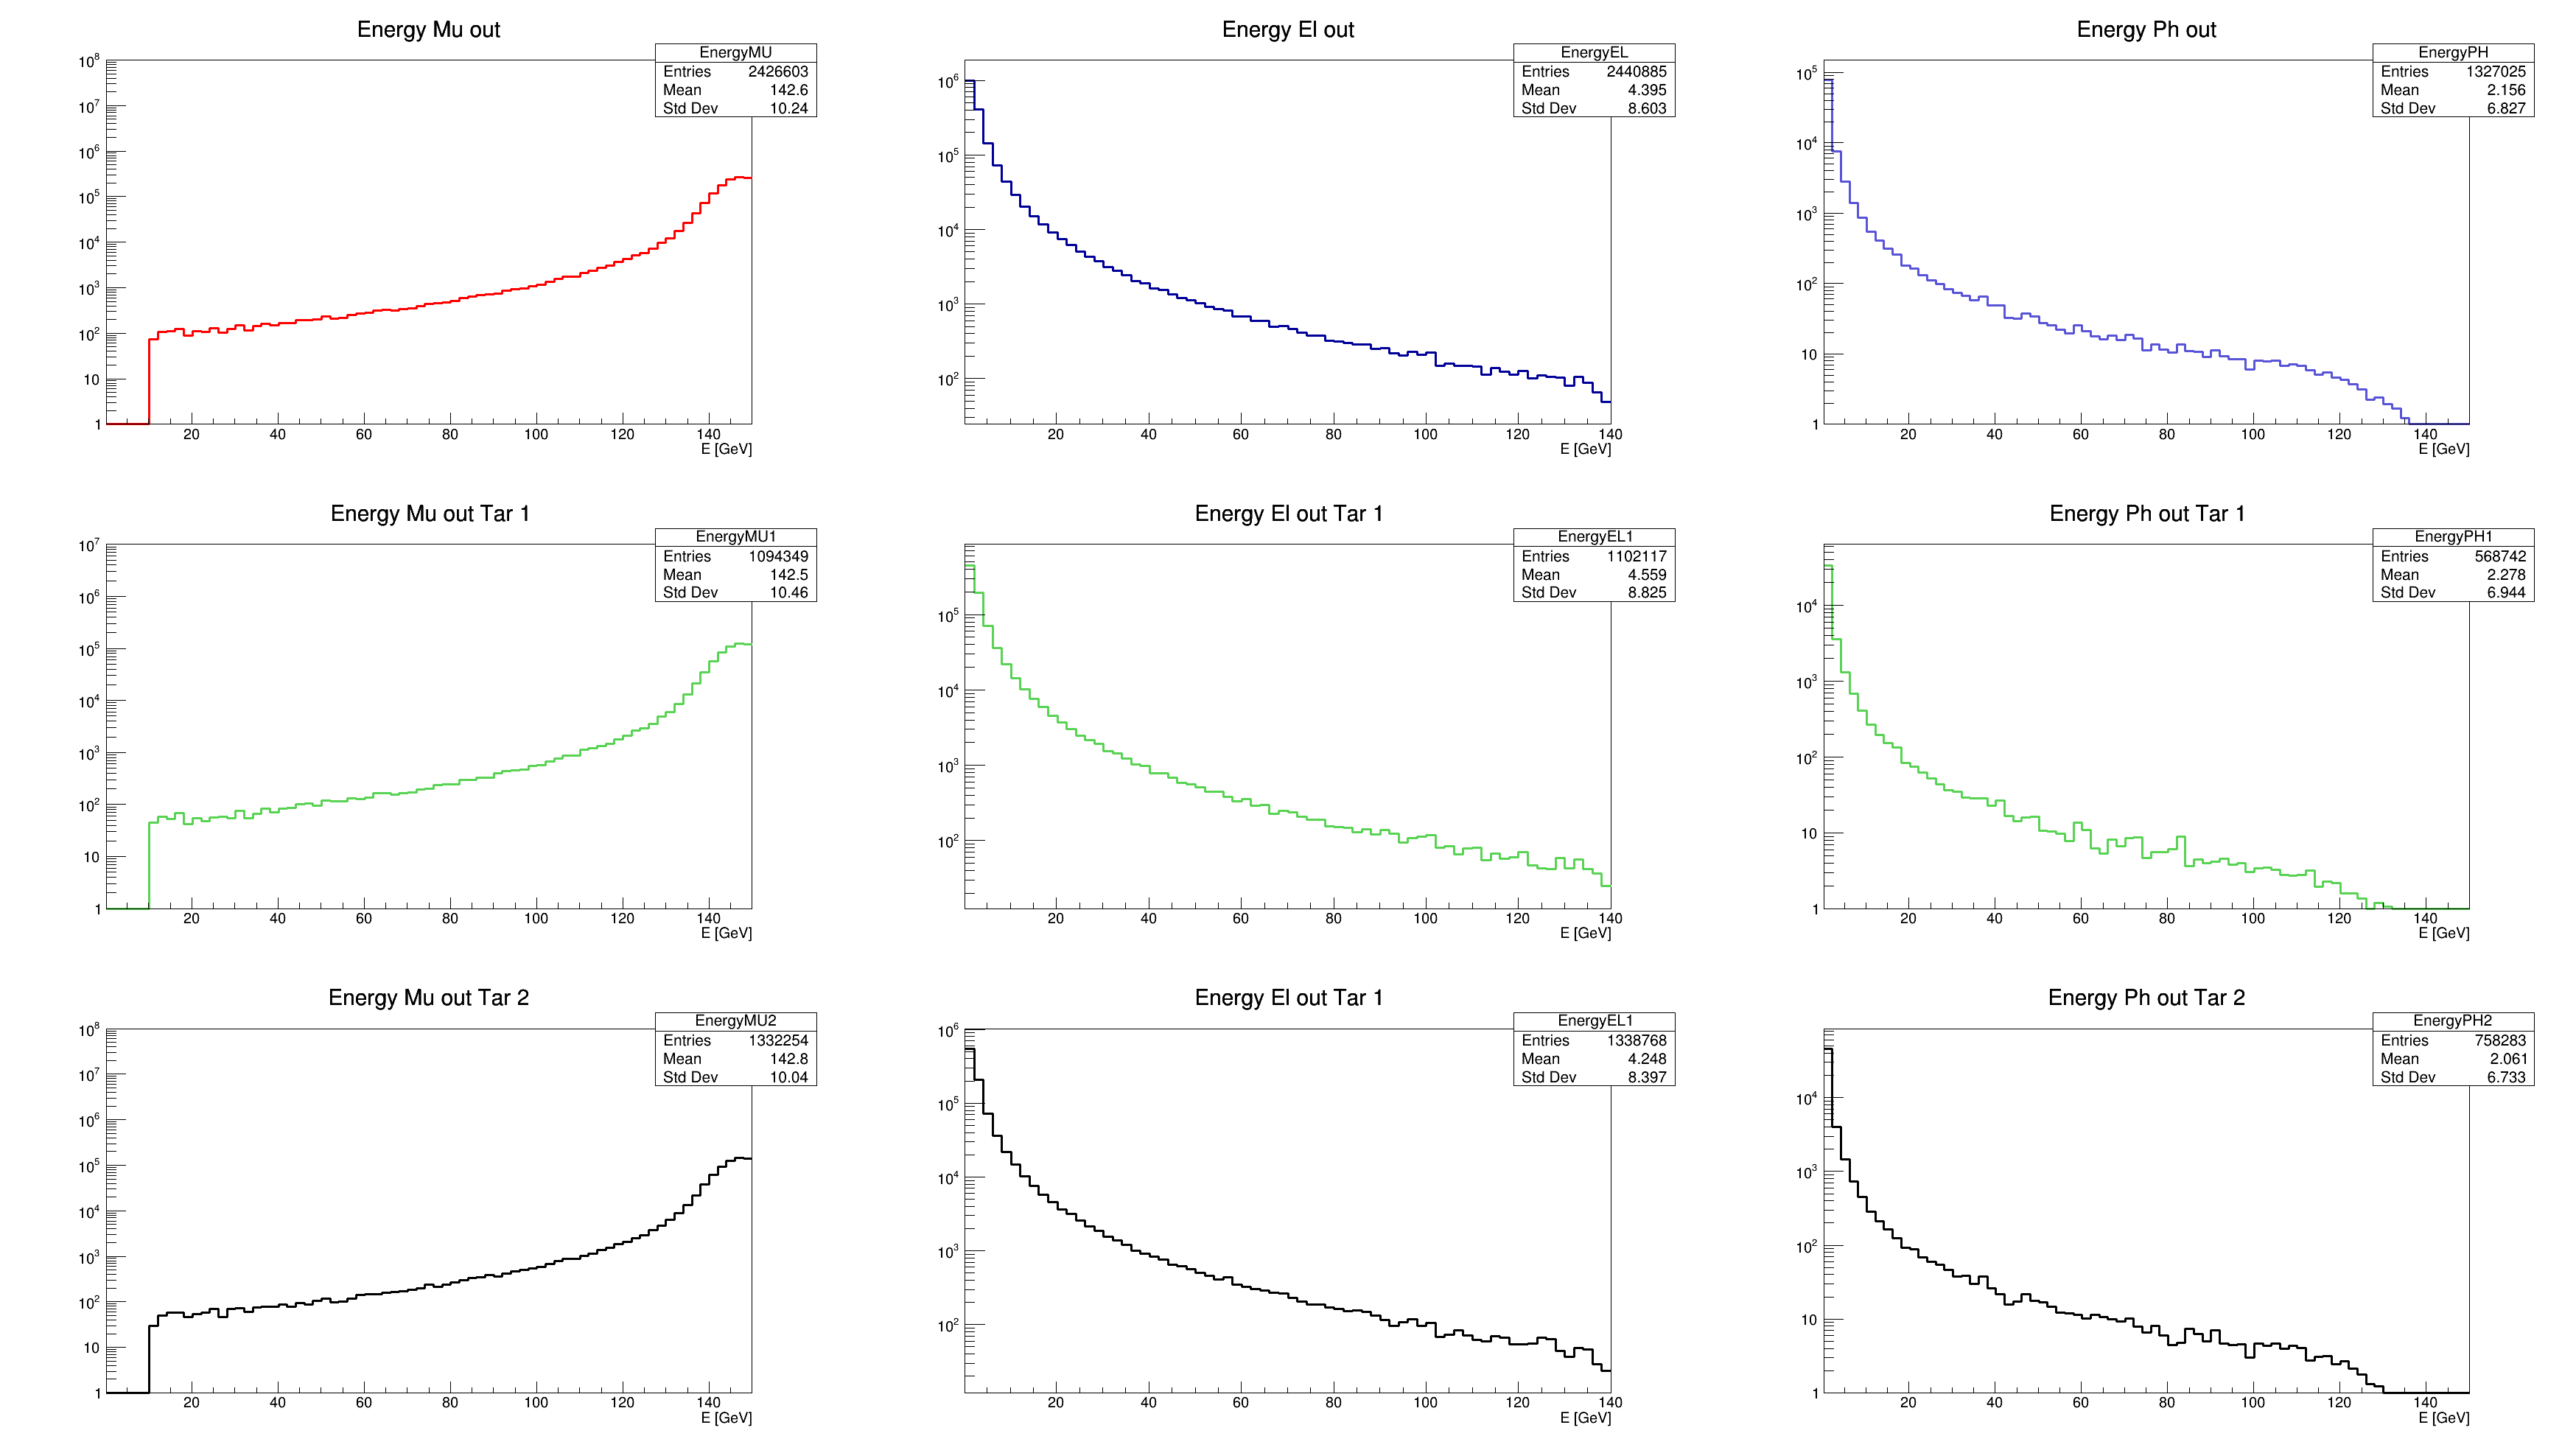 Energy Mu out
EnergyMU
Entries 2426603
Mean 142.6
Std Dev 10.24
10^8
10^7
10^6
10^5
10^4
10^3
10^2
10
1
20 40 60 80 100 120 140
E [GeV]
Energy El out
EnergyEL
Entries 2440885
Mean 4.395
Std Dev 8.603
10^6
10^5
10^4
10^3
10^2
20 40 60 80 100 120 140
E [GeV]
Energy Ph out
EnergyPH
Entries 1327025
Mean 2.156
Std Dev 6.827
10^5
10^4
10^3
10^2
10
1
20 40 60 80 100 120 140
E [GeV]
Energy Mu out Tar 1
EnergyMU1
Entries 1094349
Mean 142.5
Std Dev 10.46
10^7
10^6
10^5
10^4
10^3
10^2
10
1
20 40 60 80 100 120 140
E [GeV]
Energy El out Tar 1
EnergyEL1
Entries 1102117
Mean 4.559
Std Dev 8.825
10^5
10^4
10^3
10^2
20 40 60 80 100 120 140
E [GeV]
Energy Ph out Tar 1
EnergyPH1
Entries 568742
Mean 2.278
Std Dev 6.944
10^4
10^3
10^2
10
1
20 40 60 80 100 120 140
E [GeV]
Energy Mu out Tar 2
EnergyMU2
Entries 1332254
Mean 142.8
Std Dev 10.04
10^8
10^7
10^6
10^5
10^4
10^3
10^2
10
1
20 40 60 80 100 120 140
E [GeV]
Energy El out Tar 1
EnergyEL1
Entries 1338768
Mean 4.248
Std Dev 8.397
10^6
10^5
10^4
10^3
10^2
20 40 60 80 100 120 140
E [GeV]
Energy Ph out Tar 2
EnergyPH2
Entries 758283
Mean 2.061
Std Dev 6.733
10^4
10^3
10^2
10
1
20 40 60 80 100 120 140
E [GeV]